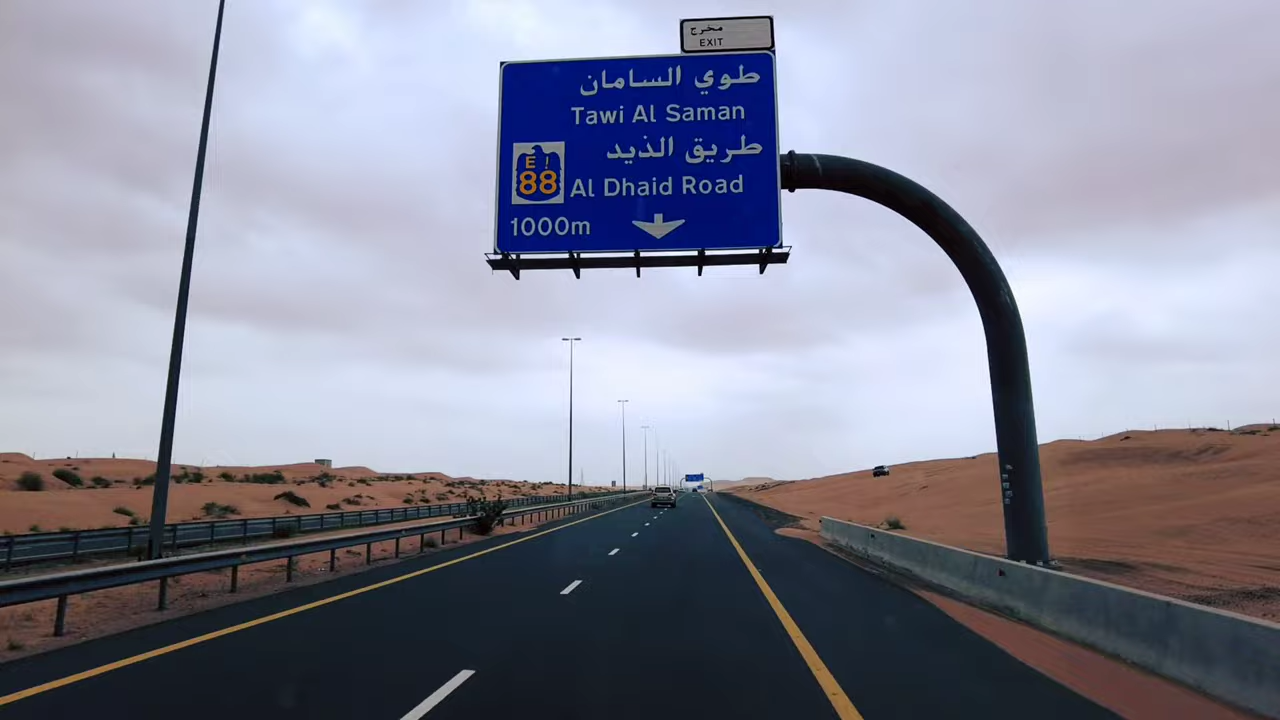 مخرج
EXIT
طوي السامان
Tawi Al Saman
طريق الذيد
Al Dhaid Road
E ا
88
1000m